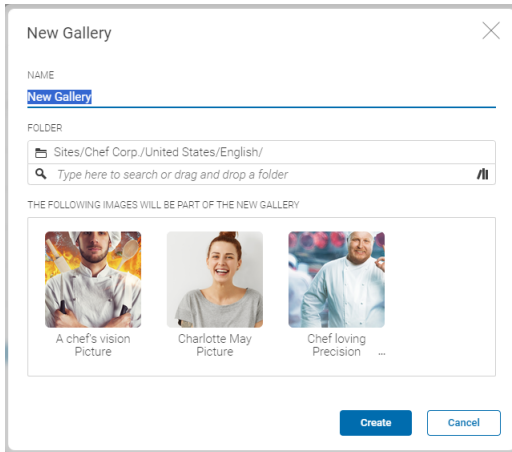 New Gallery
NAME
New Gallery
FOLDER
Sites/Chef Corp./United States/English/
Type here to search or drag and drop a folder
THE FOLLOWING IMAGES WILL BE PART OF THE NEW GALLERY
A chef's vision
Picture
Charlotte May
Picture
Chef loving
Precision ...
Create
Cancel